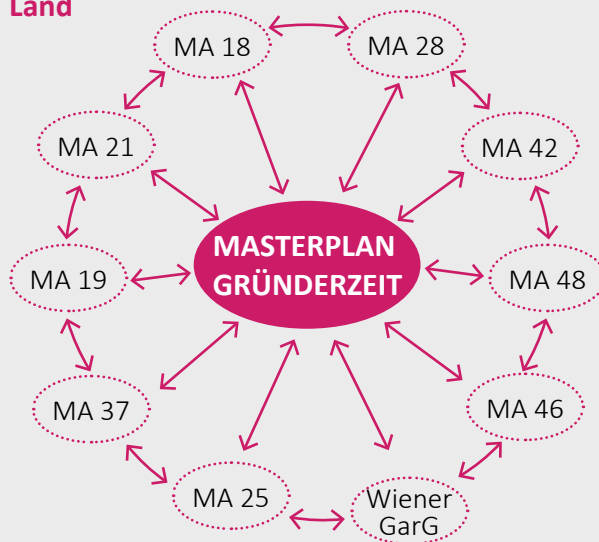 Land
MA 18
MA 28
MA 21
MA 42
MASTERPLAN
GRÜNDERZEIT
MA 19
MA 48
MA 37
MA 46
MA 25
Wiener
GarG